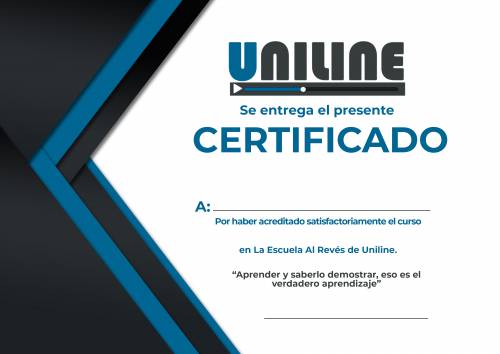 UNILINE
Se entrega el presente
CERTIFICADO
A:
Por haber acreditado satisfactoriamente el curso
en La Escuela Al Revés de Uniline.
“Aprender y saberlo demostrar, eso es el
verdadero aprendizaje”